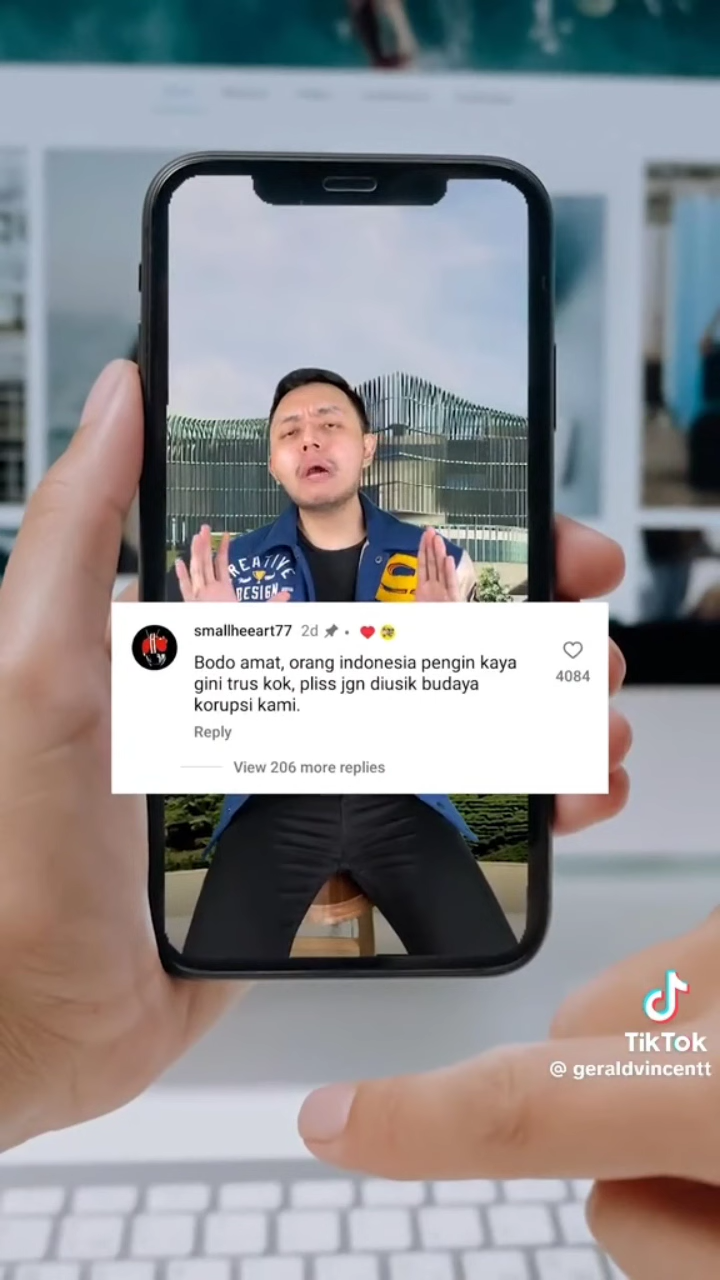 CREATIVE
DESIGN
S
smallheeart77 2d
Bodo amat, orang indonesia pengin kaya
gini trus kok, pliss jgn diusik budaya
korupsi kami.
4084
Reply
View 206 more replies
TikTok
@ geraldvincentt